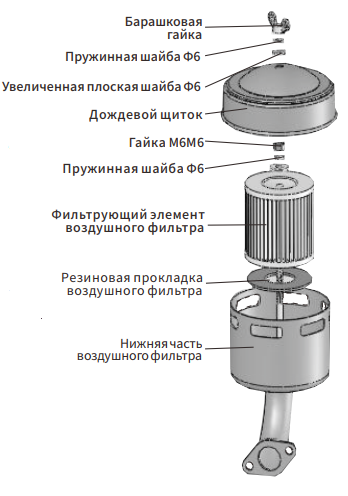 Барашковая
гайка
Пружинная шайба Ф6
Увеличенная плоская шайба Ф6
Дождевой щиток
Гайка М6М6
Пружинная шайба Ф6
Фильтрующий элемент
воздушного фильтра
Резиновая прокладка
воздушного фильтра
Нижняя часть
воздушного фильтра